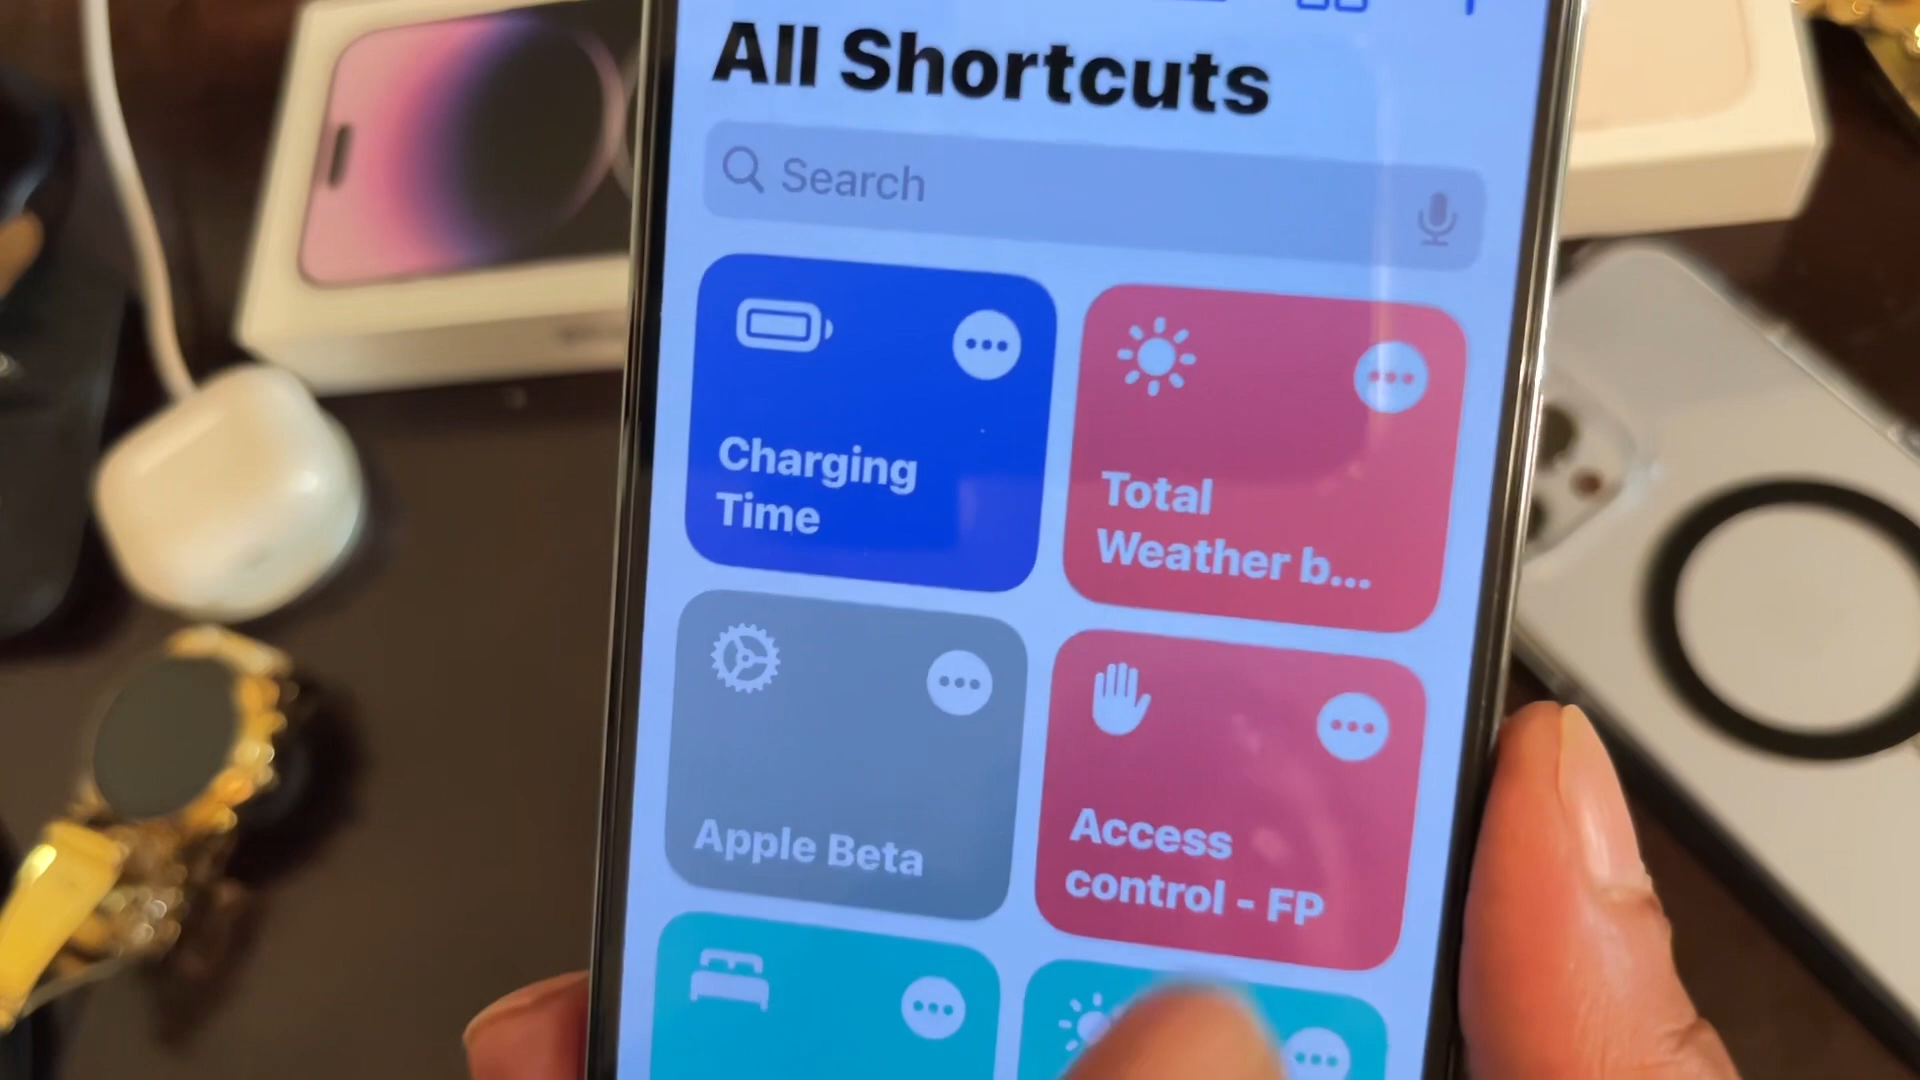 All Shortcuts
Search
Charging
Time
Total
Weather b...
Apple Beta
Access
control - FP